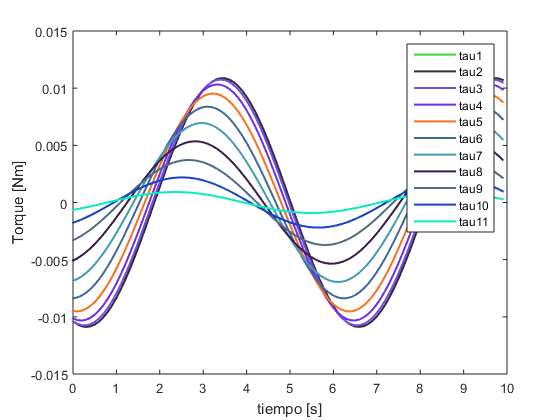 0.015
0.01
0.005
0
-0.005
-0.01
-0.015
Torque [Nm]
0 1 2 3 4 5 6 7 8 9 10
tiempo [s]
tau1
tau2
tau3
tau4
tau5
tau6
tau7
tau8
tau9
tau10
tau11